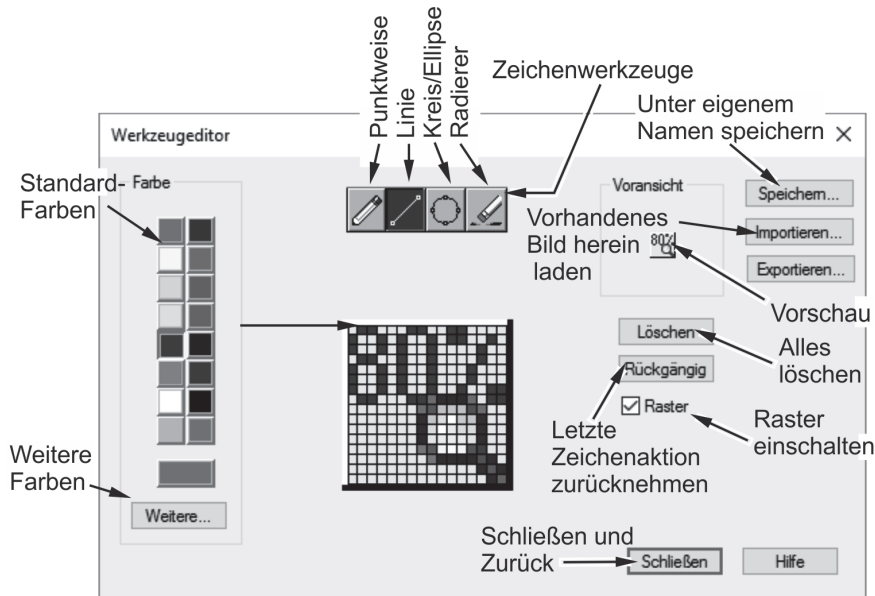 Punktweise
Linie
Kreis/Ellipse
Radierer
Zeichenwerkzeuge
Unter eigenem
Namen speichern
Werkzeugeditor
Standard-
Farben
Farbe
Voransicht
Speichern...
Vorhandenes
Bild herein
laden
80%
Importieren...
Exportieren...
Vorschau
Löschen
Alles
löschen
Rückgängig
Raster
Raster
einschalten
Letzte
Zeichenaktion
zurücknehmen
Weitere
Farben
Weitere...
Schließen und
Zurück
Schließen
Hilfe